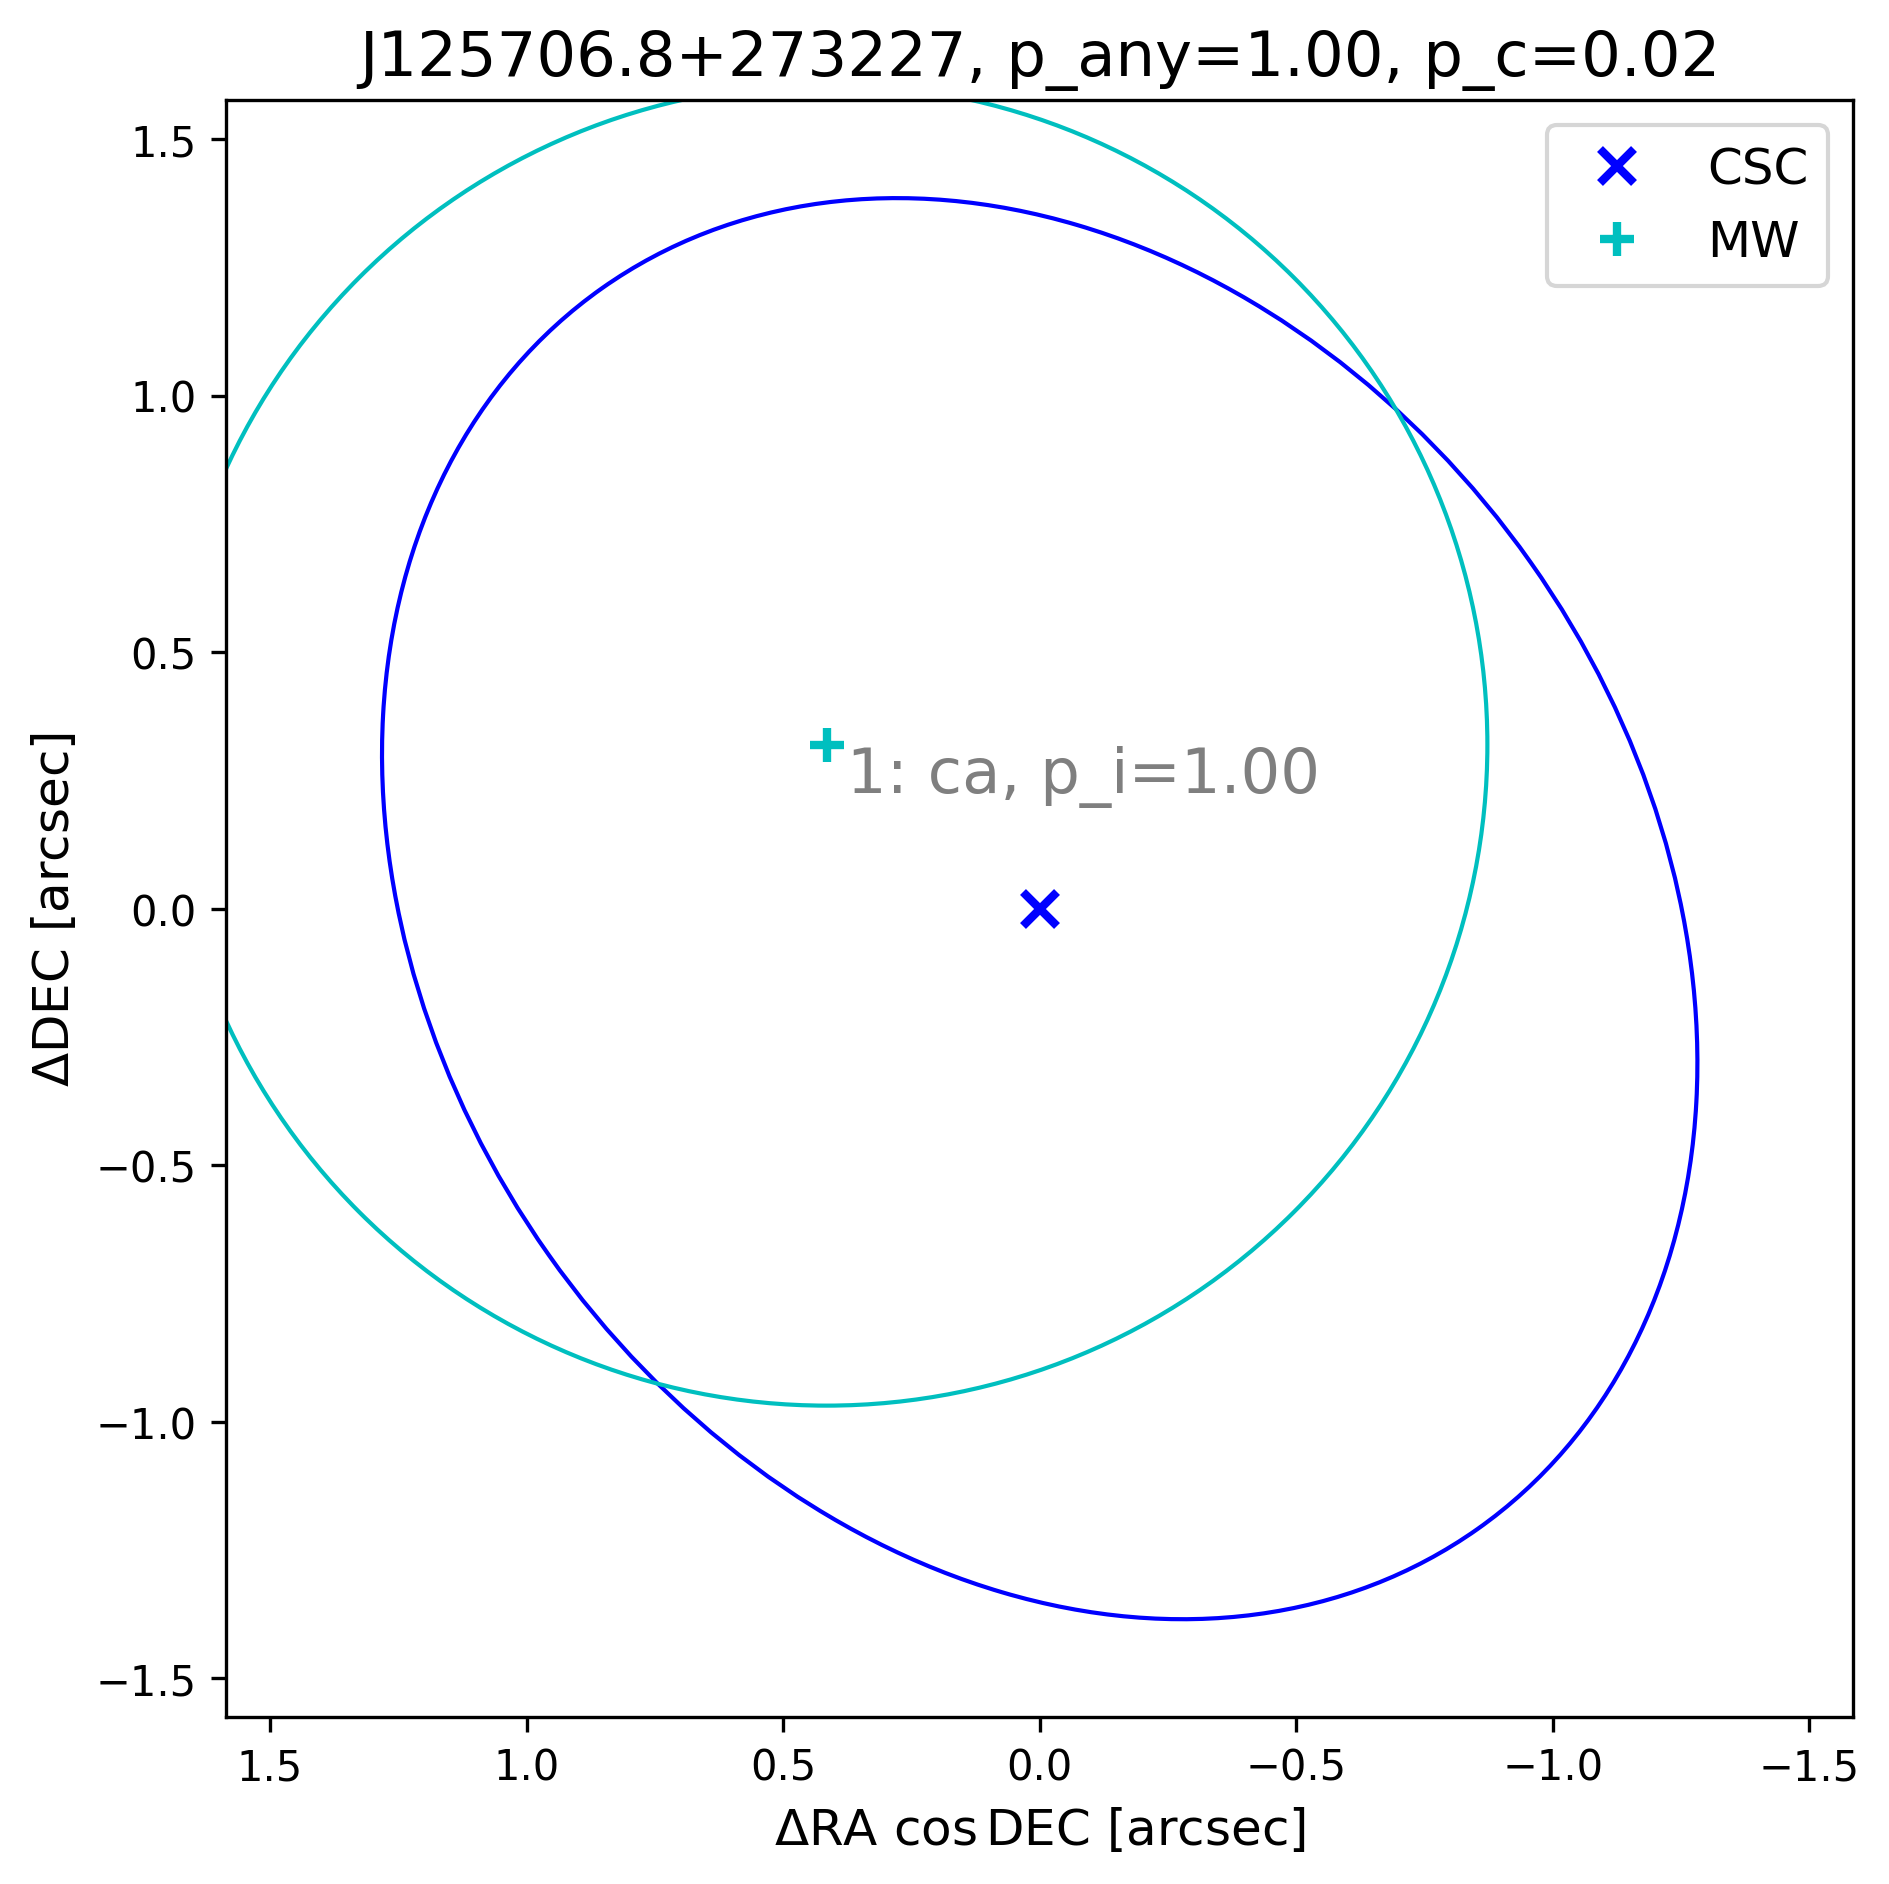 J125706.8+273227, p_any=1.00, p_c=0.02
CSC
MW
1: ca, p_i=1.00
1.5
1.0
0.5
0.0
−0.5
−1.0
−1.5
ΔDEC [arcsec]
1.5 1.0 0.5 0.0 −0.5 −1.0 −1.5
ΔRA cos DEC [arcsec]